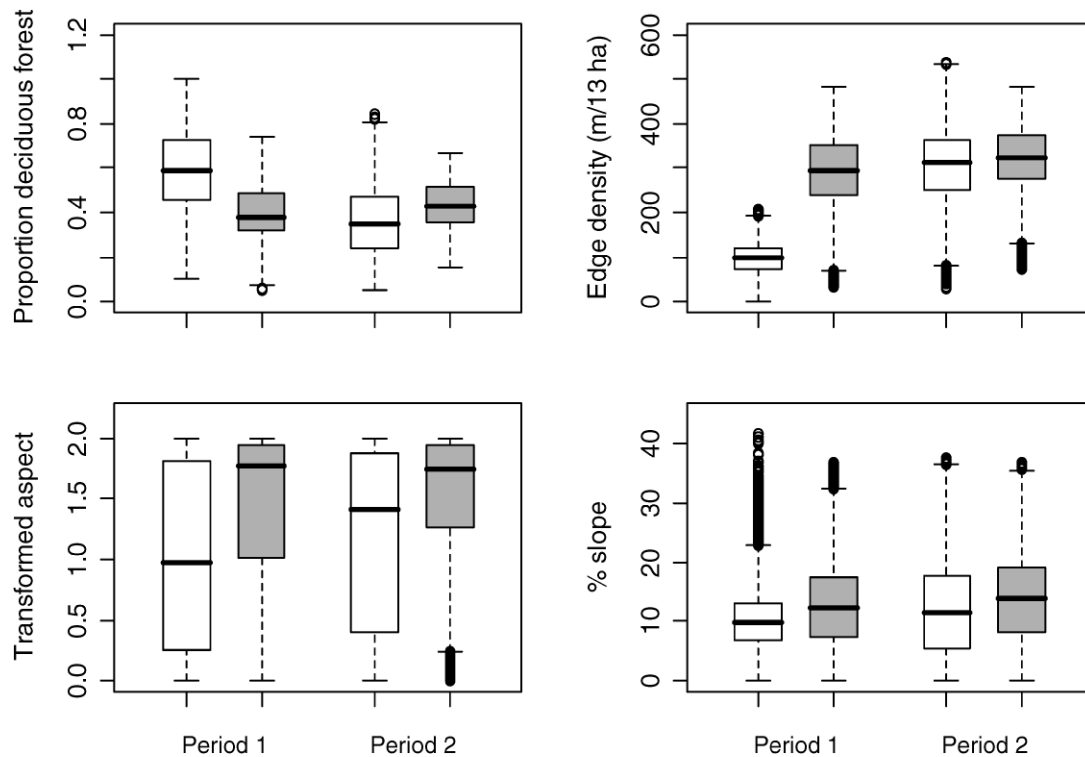 Proportion deciduous forest
0.0 0.4 0.8 1.2
Edge density (m/13 ha)
0 200 400 600
Transformed aspect
0.0 0.5 1.0 1.5 2.0
Period 1 Period 2
% slope
0 10 20 30 40
Period 1 Period 2